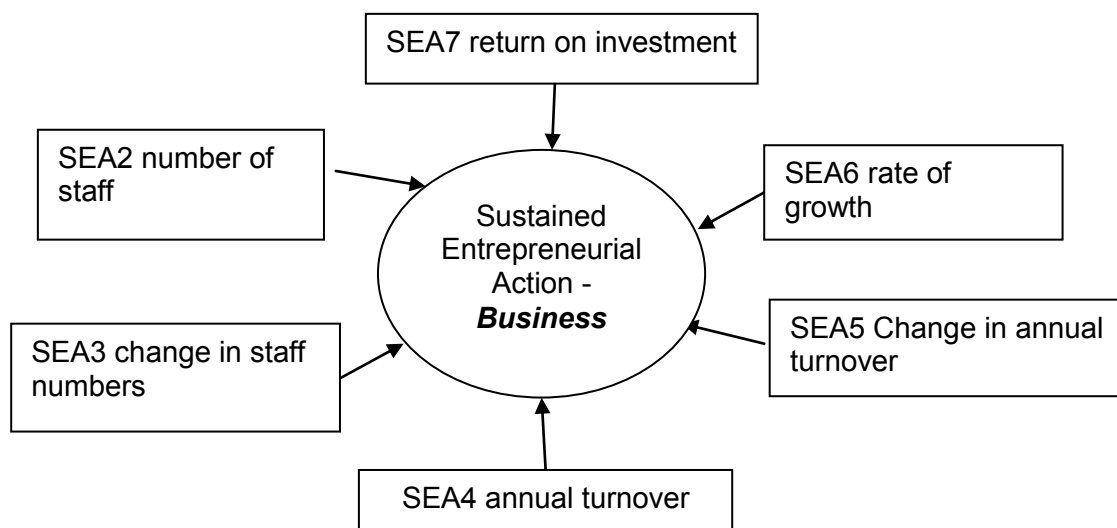 SEA7 return on investment
SEA2 number of
staff
SEA6 rate of
growth
Sustained
Entrepreneurial
Action -
Business
SEA3 change in staff
numbers
SEA5 Change in annual
turnover
SEA4 annual turnover